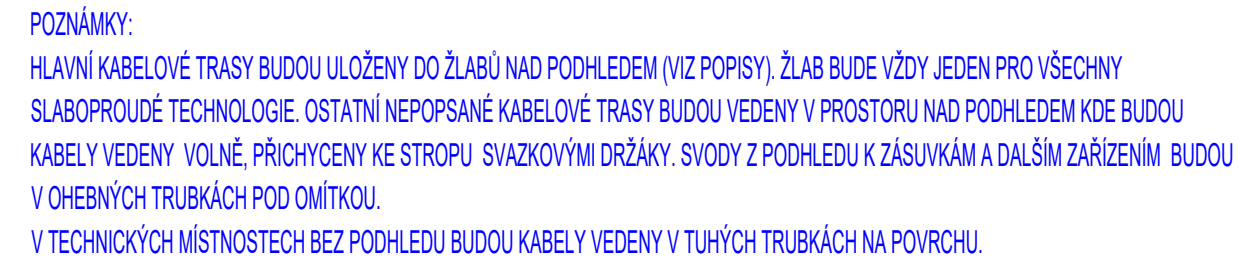 POZNÁMKY:
HLAVNÍ KABELOVÉ TRASY BUDOU ULOŽENY DO ŽLABŮ NAD PODHLEDEM (VIZ POPISY). ŽLAB BUDE VŽDY JEDEN PRO VŠECHNY
SLABOPROUDÉ TECHNOLOGIE. OSTATNÍ NEPOPSANÉ KABELOVÉ TRASY BUDOU VEDENY V PROSTORU NAD PODHLEDEM KDE BUDOU
KABELY VEDENY VOLNĚ, PŘICHYCENY KE STROPU SVAZKOVÝMI DRŽÁKY. SVODY Z PODHLEDU K ZÁSUVKÁM A DALŠÍM ZAŘÍZENÍM BUDOU
V OHEBNÝCH TRUBKÁCH POD OMÍTKOU.
V TECHNICKÝCH MÍSTNOSTECH BEZ PODHLEDU BUDOU KABELY VEDENY V TUHÝCH TRUBKÁCH NA POVRCHU.